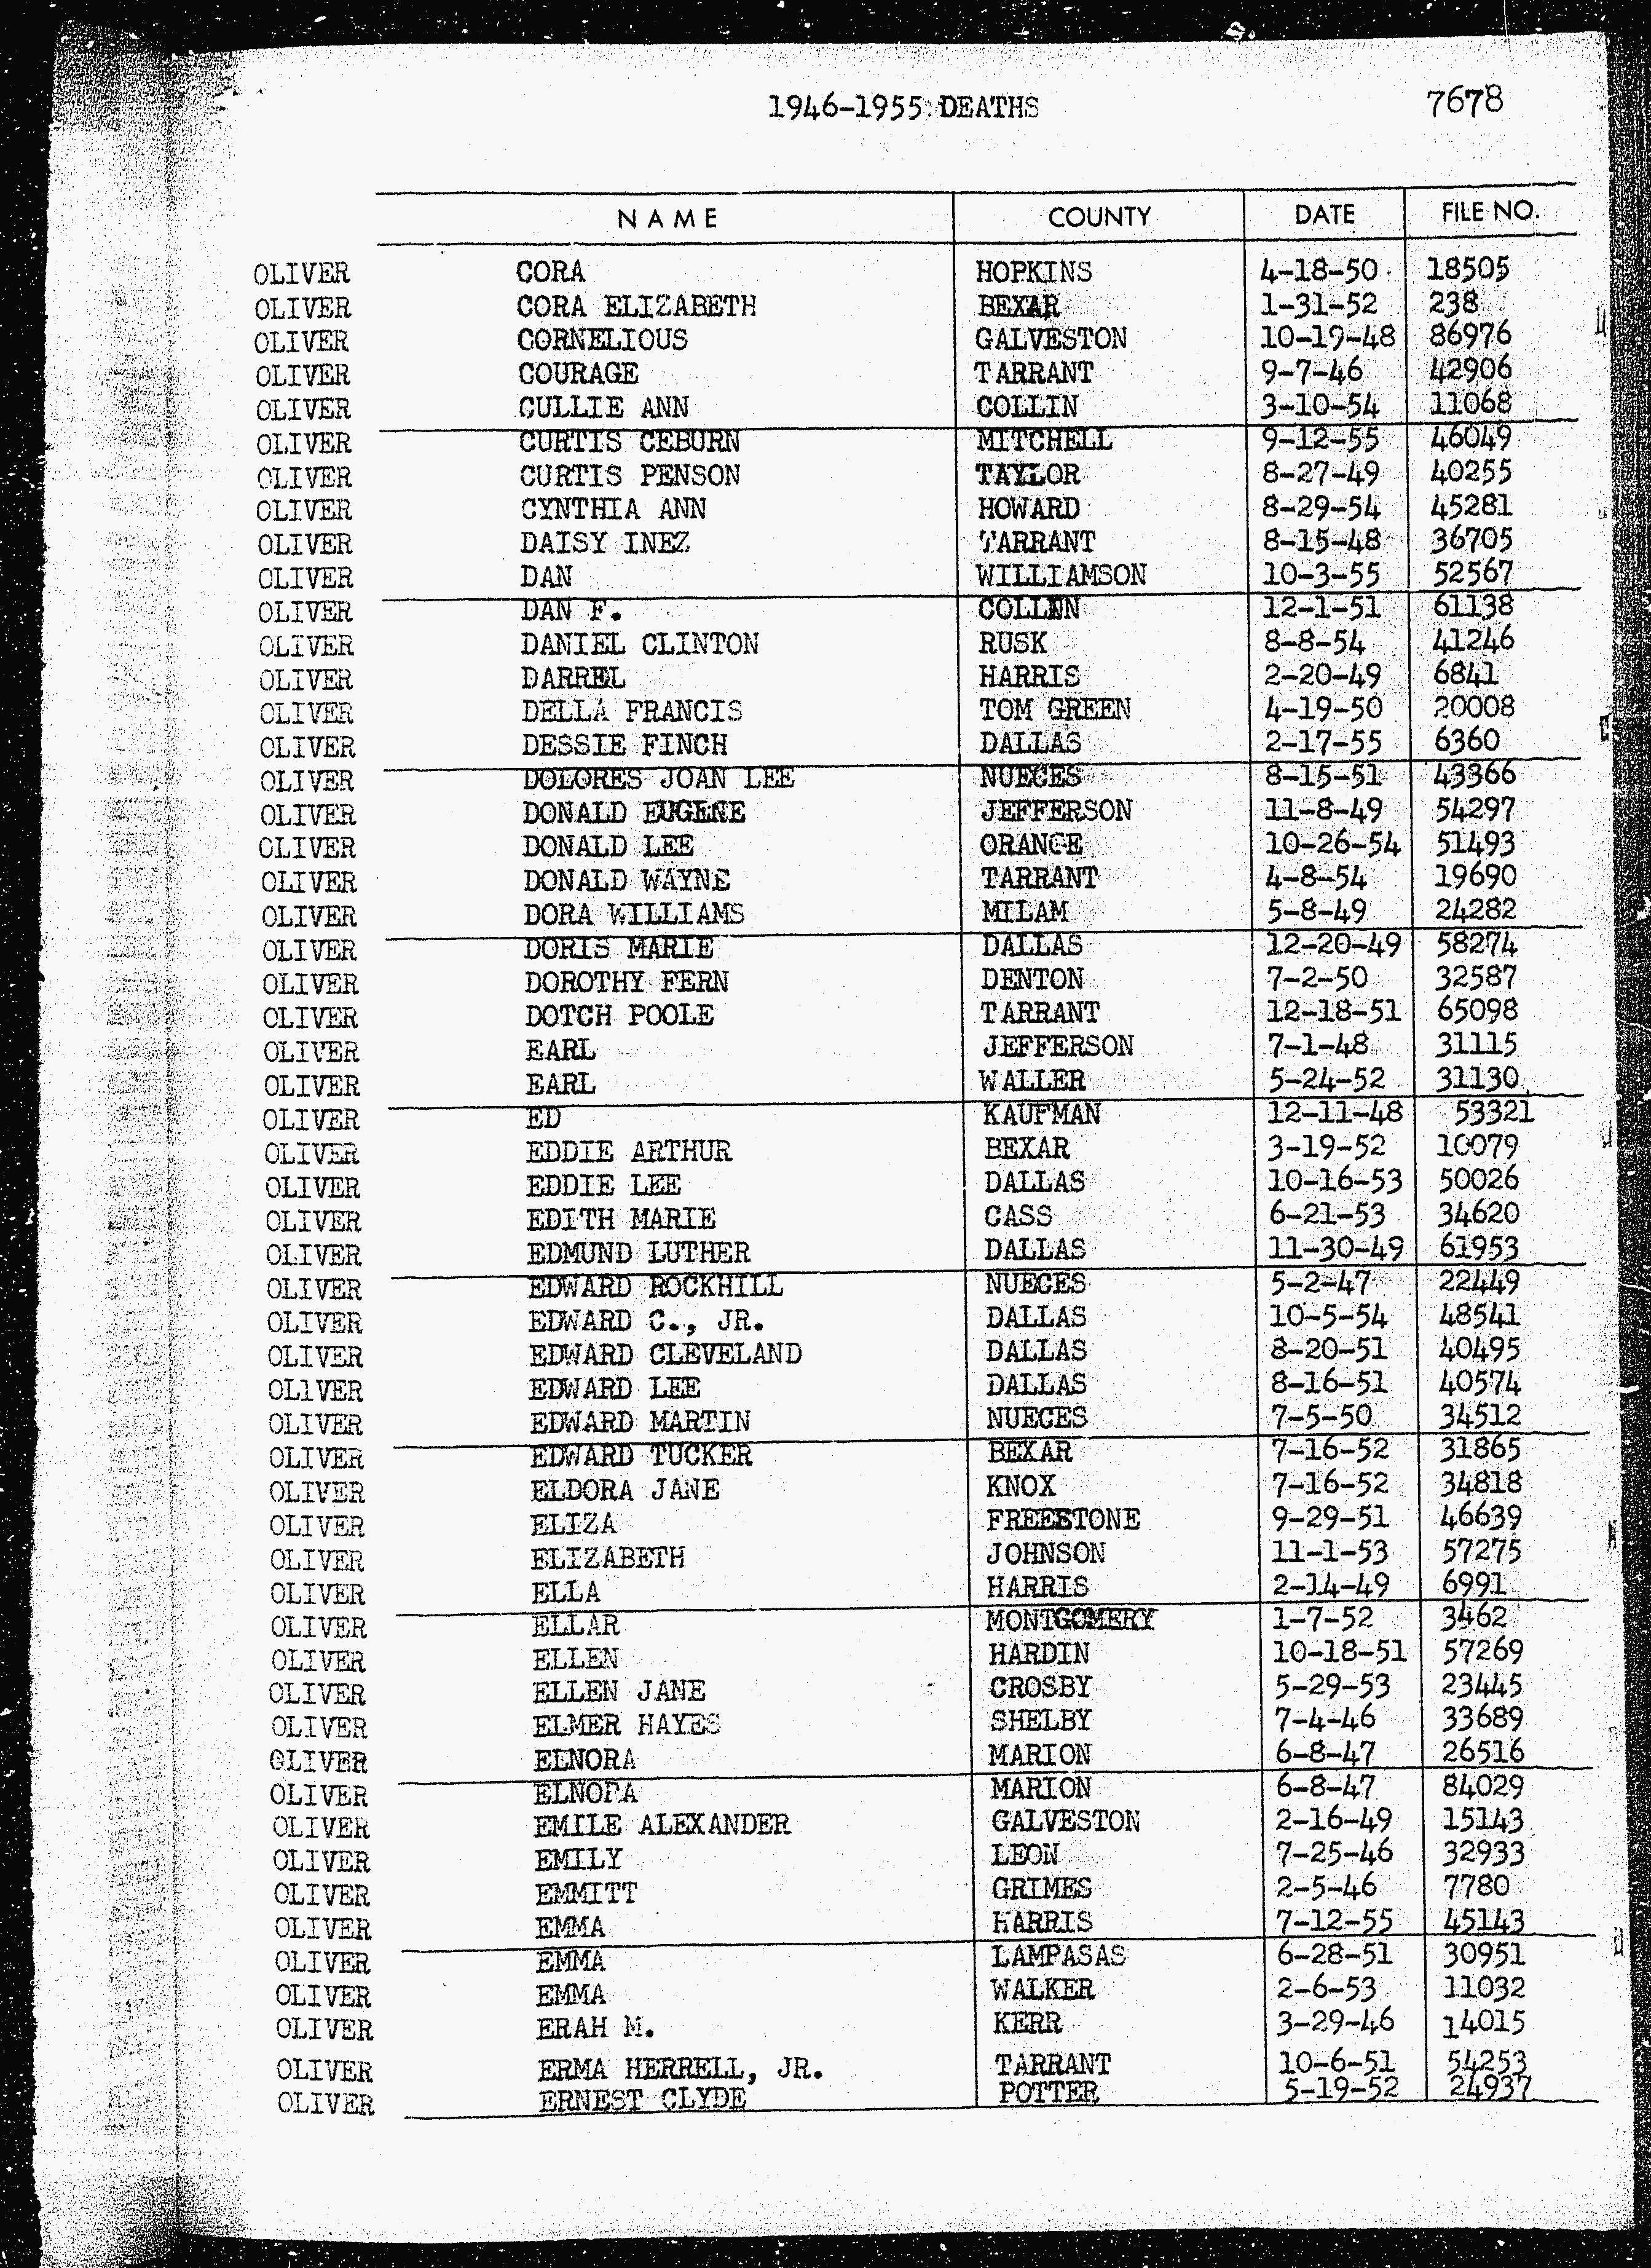 1946-1955 DEATHS 7678
NAME COUNTY DATE FILE NO.
OLIVER CORA HOPKINS 4-18-50 18505
OLIVER CORA ELIZABETH BEXAR 1-31-52 238
OLIVER CORNELIOUS GALVESTON 10-19-48 86976
OLIVER COURAGE TARRANT 9-7-46 42906
OLIVER CULLIE ANN COLLIN 3-10-54 11068
OLIVER CURTIS CEBURN MITCHELL 9-12-55 46049
OLIVER CURTIS PENSON TAYLOR 8-27-49 40255
OLIVER CYNTHIA ANN HOWARD 8-29-54 45281
OLIVER DAISY INEZ TARRANT 8-15-48 36705
OLIVER DAN WILLIAMSON 10-3-55 52567
OLIVER DAN F. COLLIN 12-1-51 61138
OLIVER DANIEL CLINTON RUSK 8-8-54 41246
OLIVER DARREL HARRIS 2-20-49 6841
OLIVER DELLA FRANCIS TOM GREEN 4-19-50 20008
OLIVER DESSIE FINCH DALLAS 2-17-55 6360
OLIVER DOLORES JOAN LEE NUECES 8-15-51 43366
OLIVER DONALD EUGENE JEFFERSON 11-8-49 54297
OLIVER DONALD LEE ORANGE 10-26-54 51493
OLIVER DONALD WAYNE TARRANT 4-8-54 19690
OLIVER DORA WILLIAMS MILAM 5-8-49 24282
OLIVER DORIS MARIE DALLAS 12-20-49 58274
OLIVER DOROTHY FERN DENTON 7-2-50 32587
OLIVER DOTCH POOLE TARRANT 12-18-51 65098
OLIVER EARL JEFFERSON 7-1-48 31115
OLIVER EARL WALLER 5-24-52 31130
OLIVER ED KAUFMAN 12-11-48 53321
OLIVER EDDIE ARTHUR BEXAR 3-19-52 10079
OLIVER EDDIE LEE DALLAS 10-16-53 50026
OLIVER EDITH MARIE CASS 6-21-53 34620
OLIVER EDMUND LUTHER DALLAS 11-30-49 61953
OLIVER EDWARD ROCKHILL NUECES 5-2-47 22449
OLIVER EDWARD C., JR. DALLAS 10-5-54 48541
OLIVER EDWARD CLEVELAND DALLAS 8-20-51 40495
OL1VER EDWARD LEE DALLAS 8-16-51 40574
OLIVER EDWARD MARTIN NUECES 7-5-50 34512
OLIVER EDWARD TUCKER BEXAR 7-16-52 31865
OLIVER ELDORA JANE KNOX 7-16-52 34818
OLIVER ELIZA FREEESTONE 9-29-51 46639
OLIVER ELIZABETH JOHNSON 11-1-53 57275
OLIVER ELLA HARRIS 2-14-49 6991
OLIVER ELLAR MONTGOMERY 1-7-52 3462
OLIVER ELLEN HARDIN 10-18-51 57269
OLIVER ELLEN JANE CROSBY 5-29-53 23445
OLIVER ELMER HAYES SHELBY 7-4-46 33689
OLIVER ELNORA MARION 6-8-47 26516
OLIVER ELNORA MARION 6-8-47 84029
OLIVER EMILE ALEXANDER GALVESTON 2-16-49 15143
OLIVER EMILY LEON 7-25-46 32933
OLIVER EMMITT GRIMES 2-5-46 7780
OLIVER EMMA HARRIS 7-12-55 45143
OLIVER EMMA LAMPASAS 6-28-51 30951
OLIVER EMMA WALKER 2-6-53 11032
OLIVER ERAH M. KERR 3-29-46 14015
OLIVER ERMA HERRELL, JR. TARRANT 10-6-51 54253
OLIVER ERNEST CLYDE POTTER 5-19-52 24937